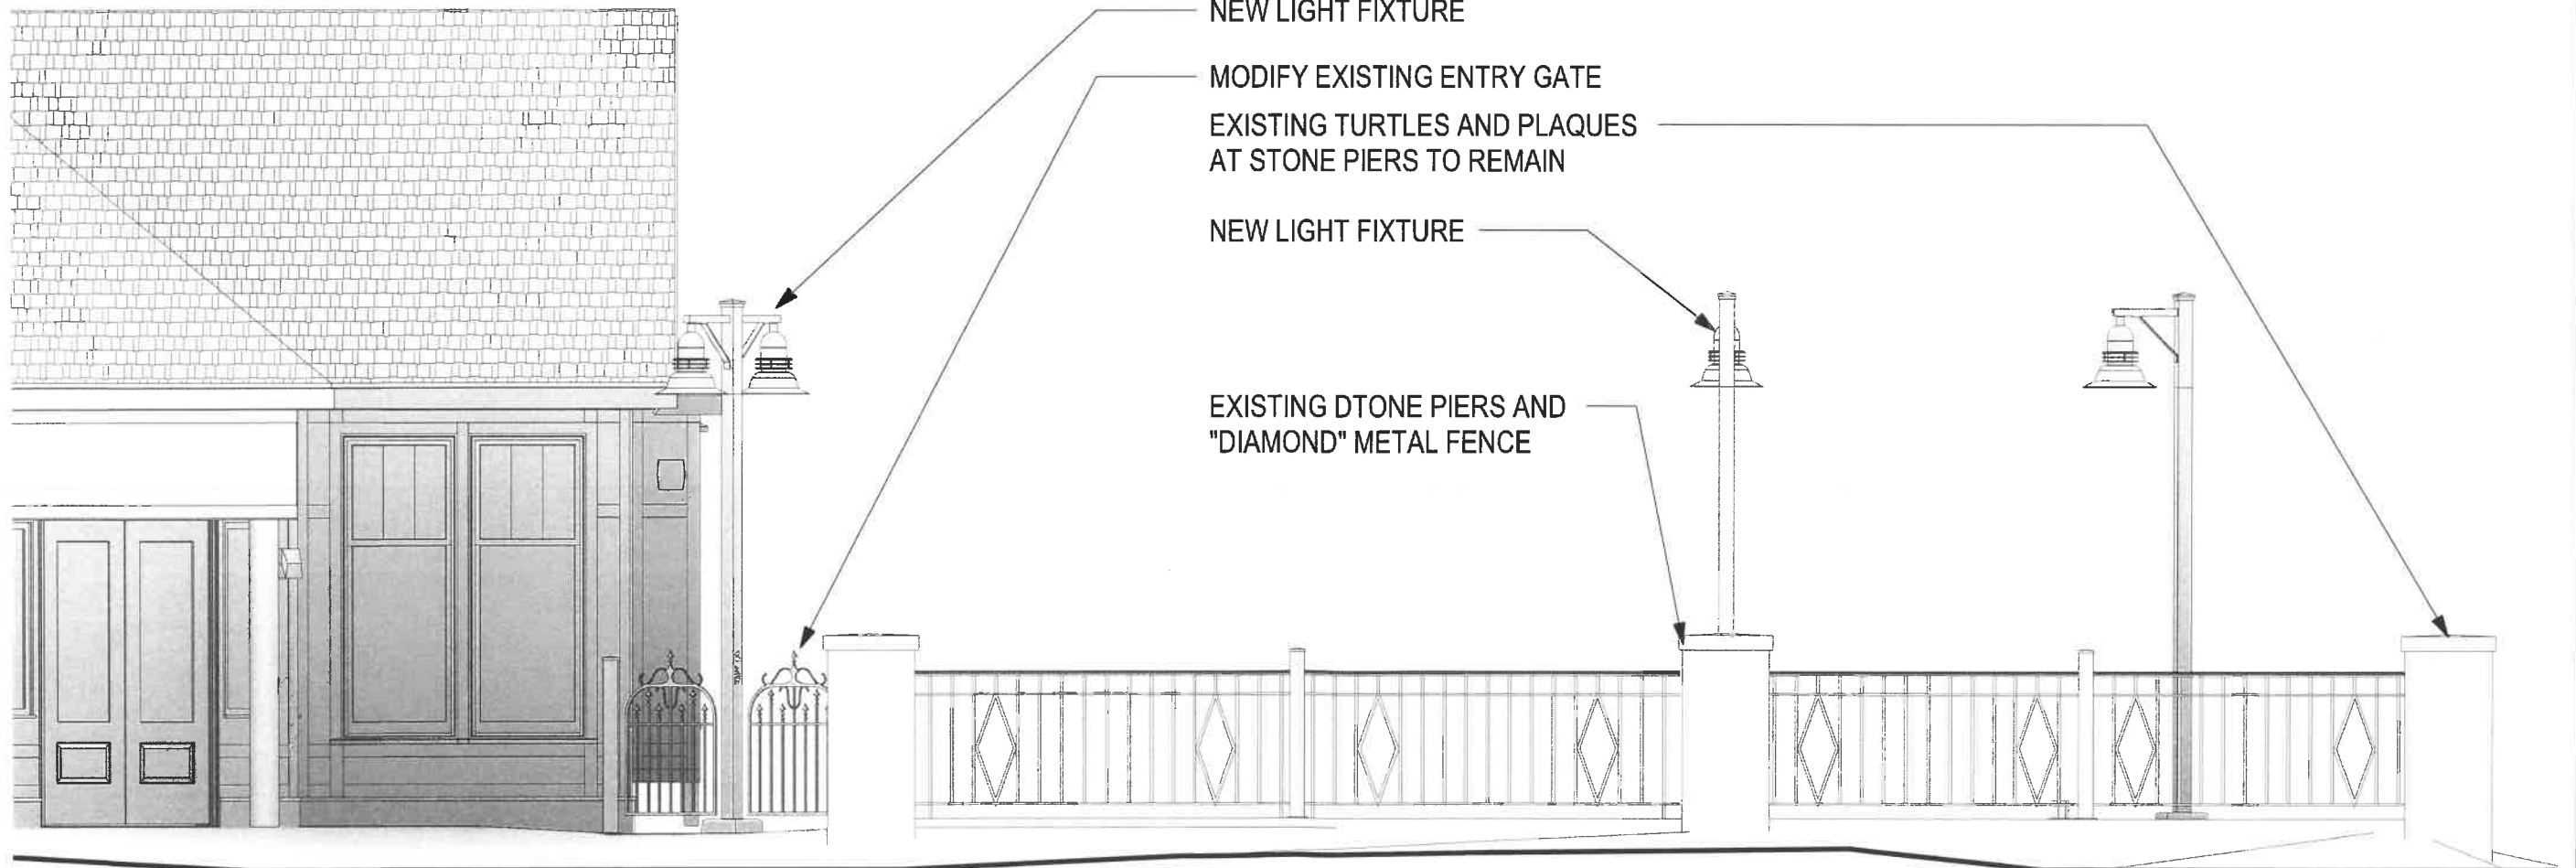 NEW LIGHT FIXTURE
MODIFY EXISTING ENTRY GATE
EXISTING TURTLES AND PLAQUES
AT STONE PIERS TO REMAIN
NEW LIGHT FIXTURE
EXISTING DTONE PIERS AND
"DIAMOND" METAL FENCE